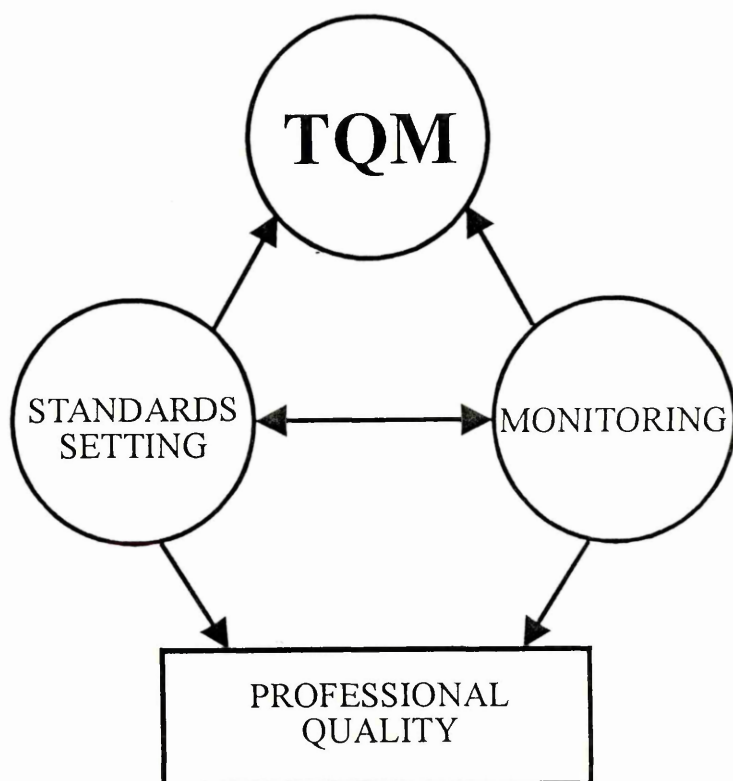 TQM
STANDARDS
SETTING
MONITORING
PROFESSIONAL
QUALITY